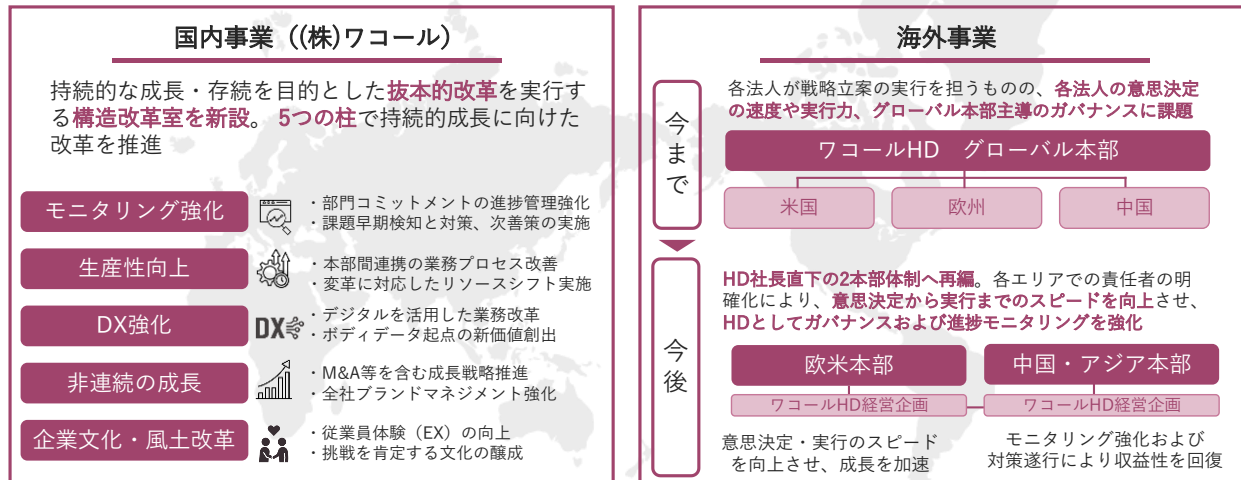 国内事業（(株)ワコール）
持続的な成長・存続を目的とした抜本的改革を実行す
る構造改革室を新設。 5つの柱で持続的成長に向けた
改革を推進
モニタリング強化
・部門コミットメントの進捗管理強化
・課題早期検知と対策、次善策の実施
生産性向上
・本部間連携の業務プロセス改善
・変革に対応したリソースシフト実施
DX強化
DX
・デジタルを活用した業務改革
・ボディデータ起点の新価値創出
非連続の成長
・M&A等を含む成長戦略推進
・全社ブランドマネジメント強化
企業文化・風土改革
・従業員体験（EX）の向上
・挑戦を肯定する文化の醸成
海外事業
今まで
各法人が戦略立案の実行を担うものの、各法人の意思決定
の速度や実行力、グローバル本部主導のガバナンスに課題
ワコールHD　グローバル本部
米国
欧州
中国
今後
HD社長直下の2本部体制へ再編。各エリアでの責任者の明
確化により、意思決定から実行までのスピードを向上させ、
HDとしてガバナンスおよび進捗モニタリングを強化
欧米本部
中国・アジア本部
ワコールHD経営企画
ワコールHD経営企画
意思決定・実行のスピード
を向上させ、成長を加速
モニタリング強化および
対策遂行により収益性を回復